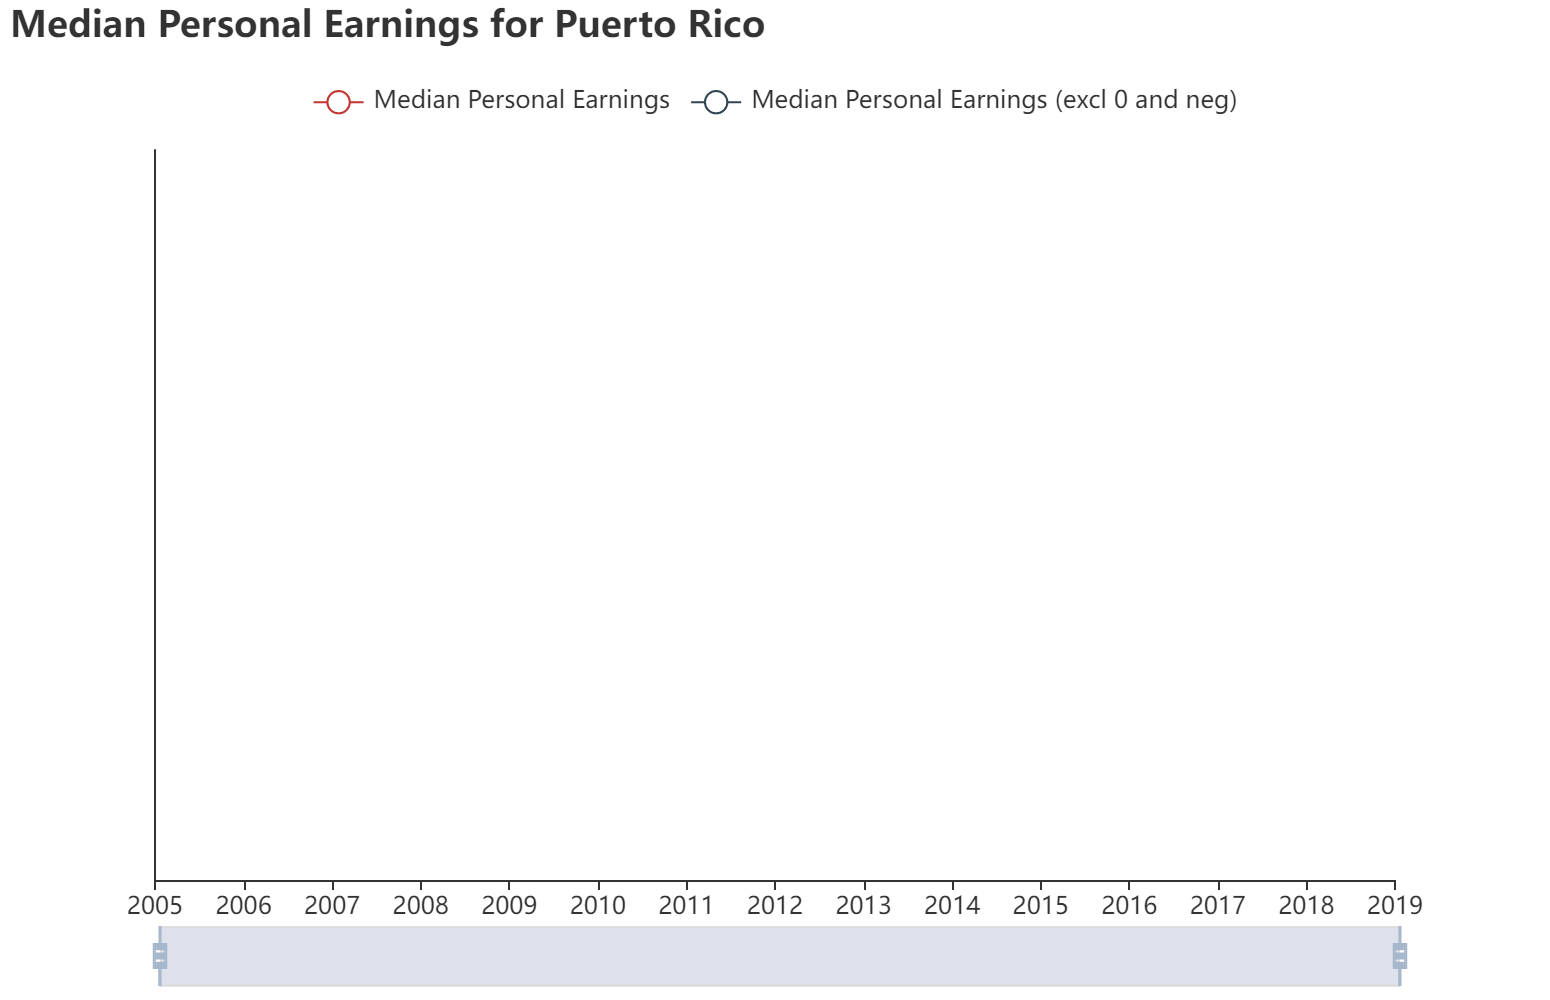 Median Personal Earnings for Puerto Rico
Median Personal Earnings Median Personal Earnings (excl 0 and neg)
2005 2006 2007 2008 2009 2010 2011 2012 2013 2014 2015 2016 2017 2018 2019